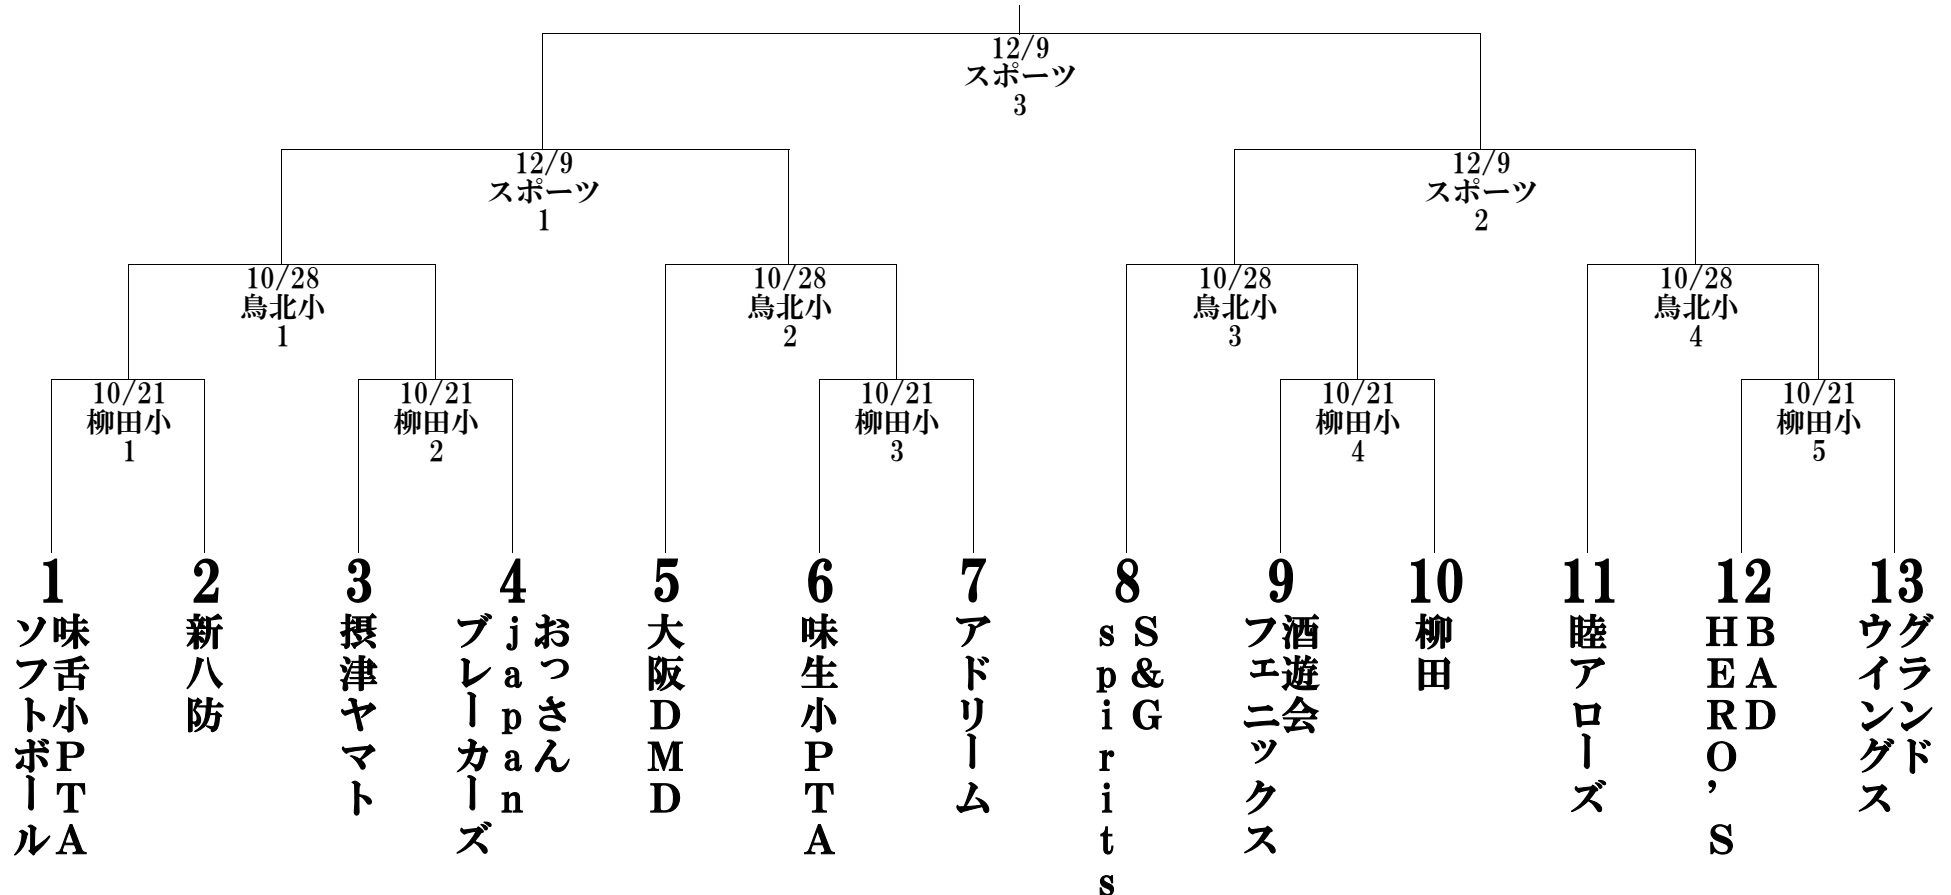 12/9
スポーツ
3
12/9
スポーツ
1
12/9
スポーツ
2
10/28
鳥北小
1
10/28
鳥北小
2
10/28
鳥北小
3
10/28
鳥北小
4
10/21
柳田小
1
10/21
柳田小
2
10/21
柳田小
3
10/21
柳田小
4
10/21
柳田小
5
1
味舌小PTA
ソフトボール
2
新八防
3
摂津ヤマト
4
おっさん
japan
ブレーカーズ
5
大阪DMD
6
味生小PTA
7
アドリーム
8
S&G
spirits
9
酒遊会
フェニックス
10
柳田
11
睦アローズ
12
BAD
HERO’S
13
グランド
ウイングス